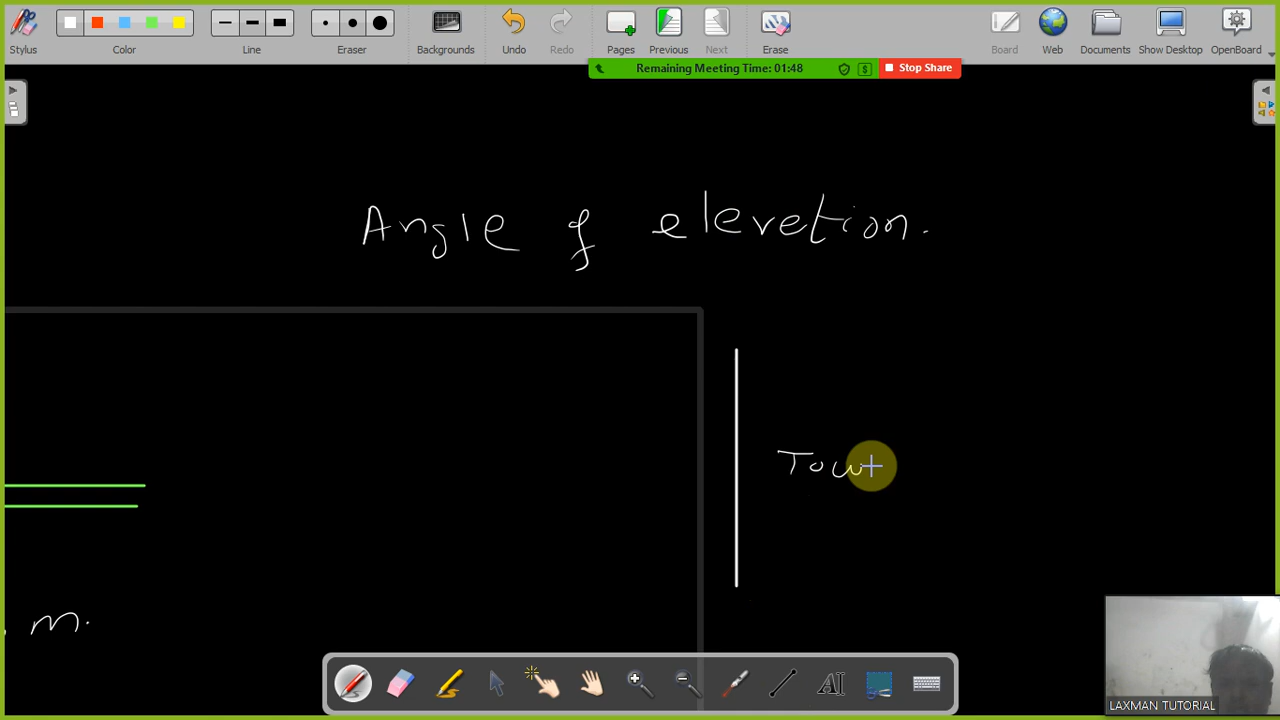 Stylus Color Line Eraser Backgrounds Undo Redo Pages Previous Next Erase Board Web Documents Show Desktop OpenBoard
Remaining Meeting Time: 01:48 Stop Share
Angle of elevetion.
Tow
m.
LAXMAN TUTORIAL